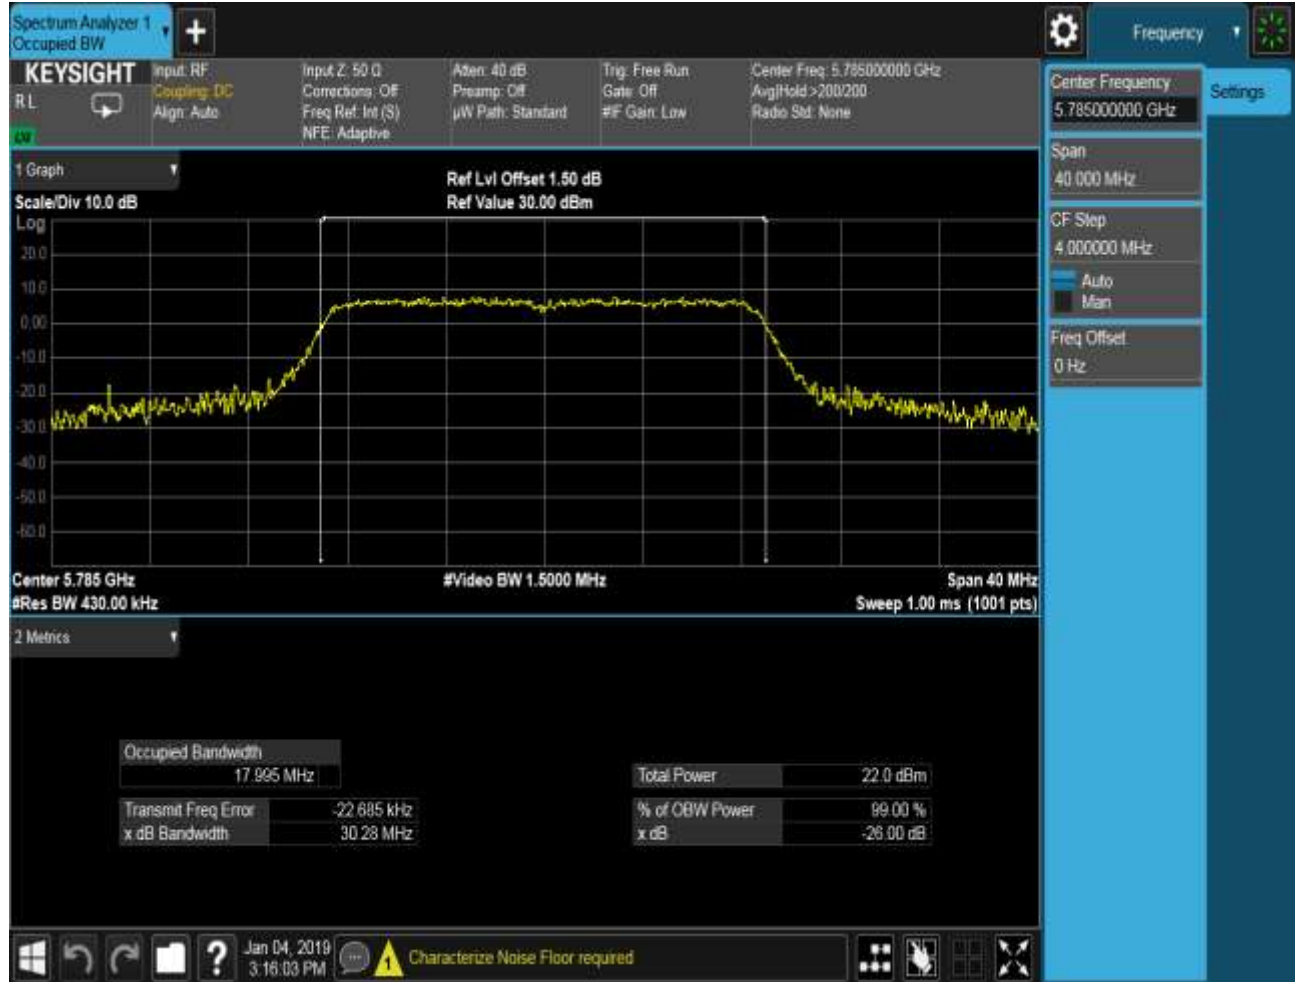 Spectrum Analyzer 1
Occupied BW
Frequency
KEYSIGHT
RL
Input: RF
Coupling: DC
Align: Auto
Input Z: 50 Ω
Corrections: Off
Freq Ref: Int (S)
NFE: Adaptive
Atten: 40 dB
Preamp: Off
µW Path: Standard
Trig: Free Run
Gate: Off
#IF Gain: Low
Center Freq: 5.785000000 GHz
Avg|Hold:>200/200
Radio Std: None
Center Frequency
5.785000000 GHz
Settings
Span
40.000 MHz
CF Step
4.000000 MHz
Auto
Man
Freq Offset
0 Hz
1 Graph
Scale/Div 10.0 dB
Ref Lvl Offset 1.50 dB
Ref Value 30.00 dBm
Log
20.0
10.0
0.00
-10.0
-20.0
-30.0
-40.0
-50.0
-60.0
Center 5.785 GHz
#Video BW 1.5000 MHz
Span 40 MHz
#Res BW 430.00 kHz
Sweep 1.00 ms (1001 pts)
2 Metrics
Occupied Bandwidth
17.995 MHz
Total Power 22.0 dBm
Transmit Freq Error -22.685 kHz
% of OBW Power 99.00 %
x dB Bandwidth 30.28 MHz
x dB -26.00 dB
Jan 04, 2019
3:16:03 PM
1
Characterize Noise Floor required